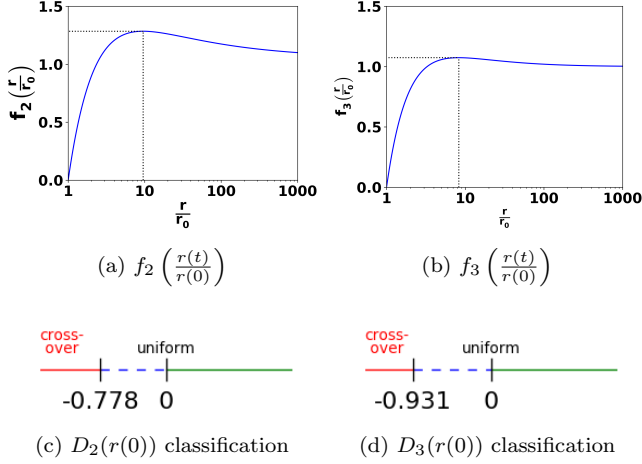 1.5
1.0
0.5
0.0
f₂(r/r₀)
1 10 100 1000
r/r₀
(a) f₂ (r(t)/r(0))
1.5
1.0
0.5
0.0
f₃(r/r₀)
1 10 100 1000
r/r₀
(b) f₃ (r(t)/r(0))
cross-
over
uniform
-0.778 0
(c) D₂(r(0)) classification
cross-
over
uniform
-0.931 0
(d) D₃(r(0)) classification